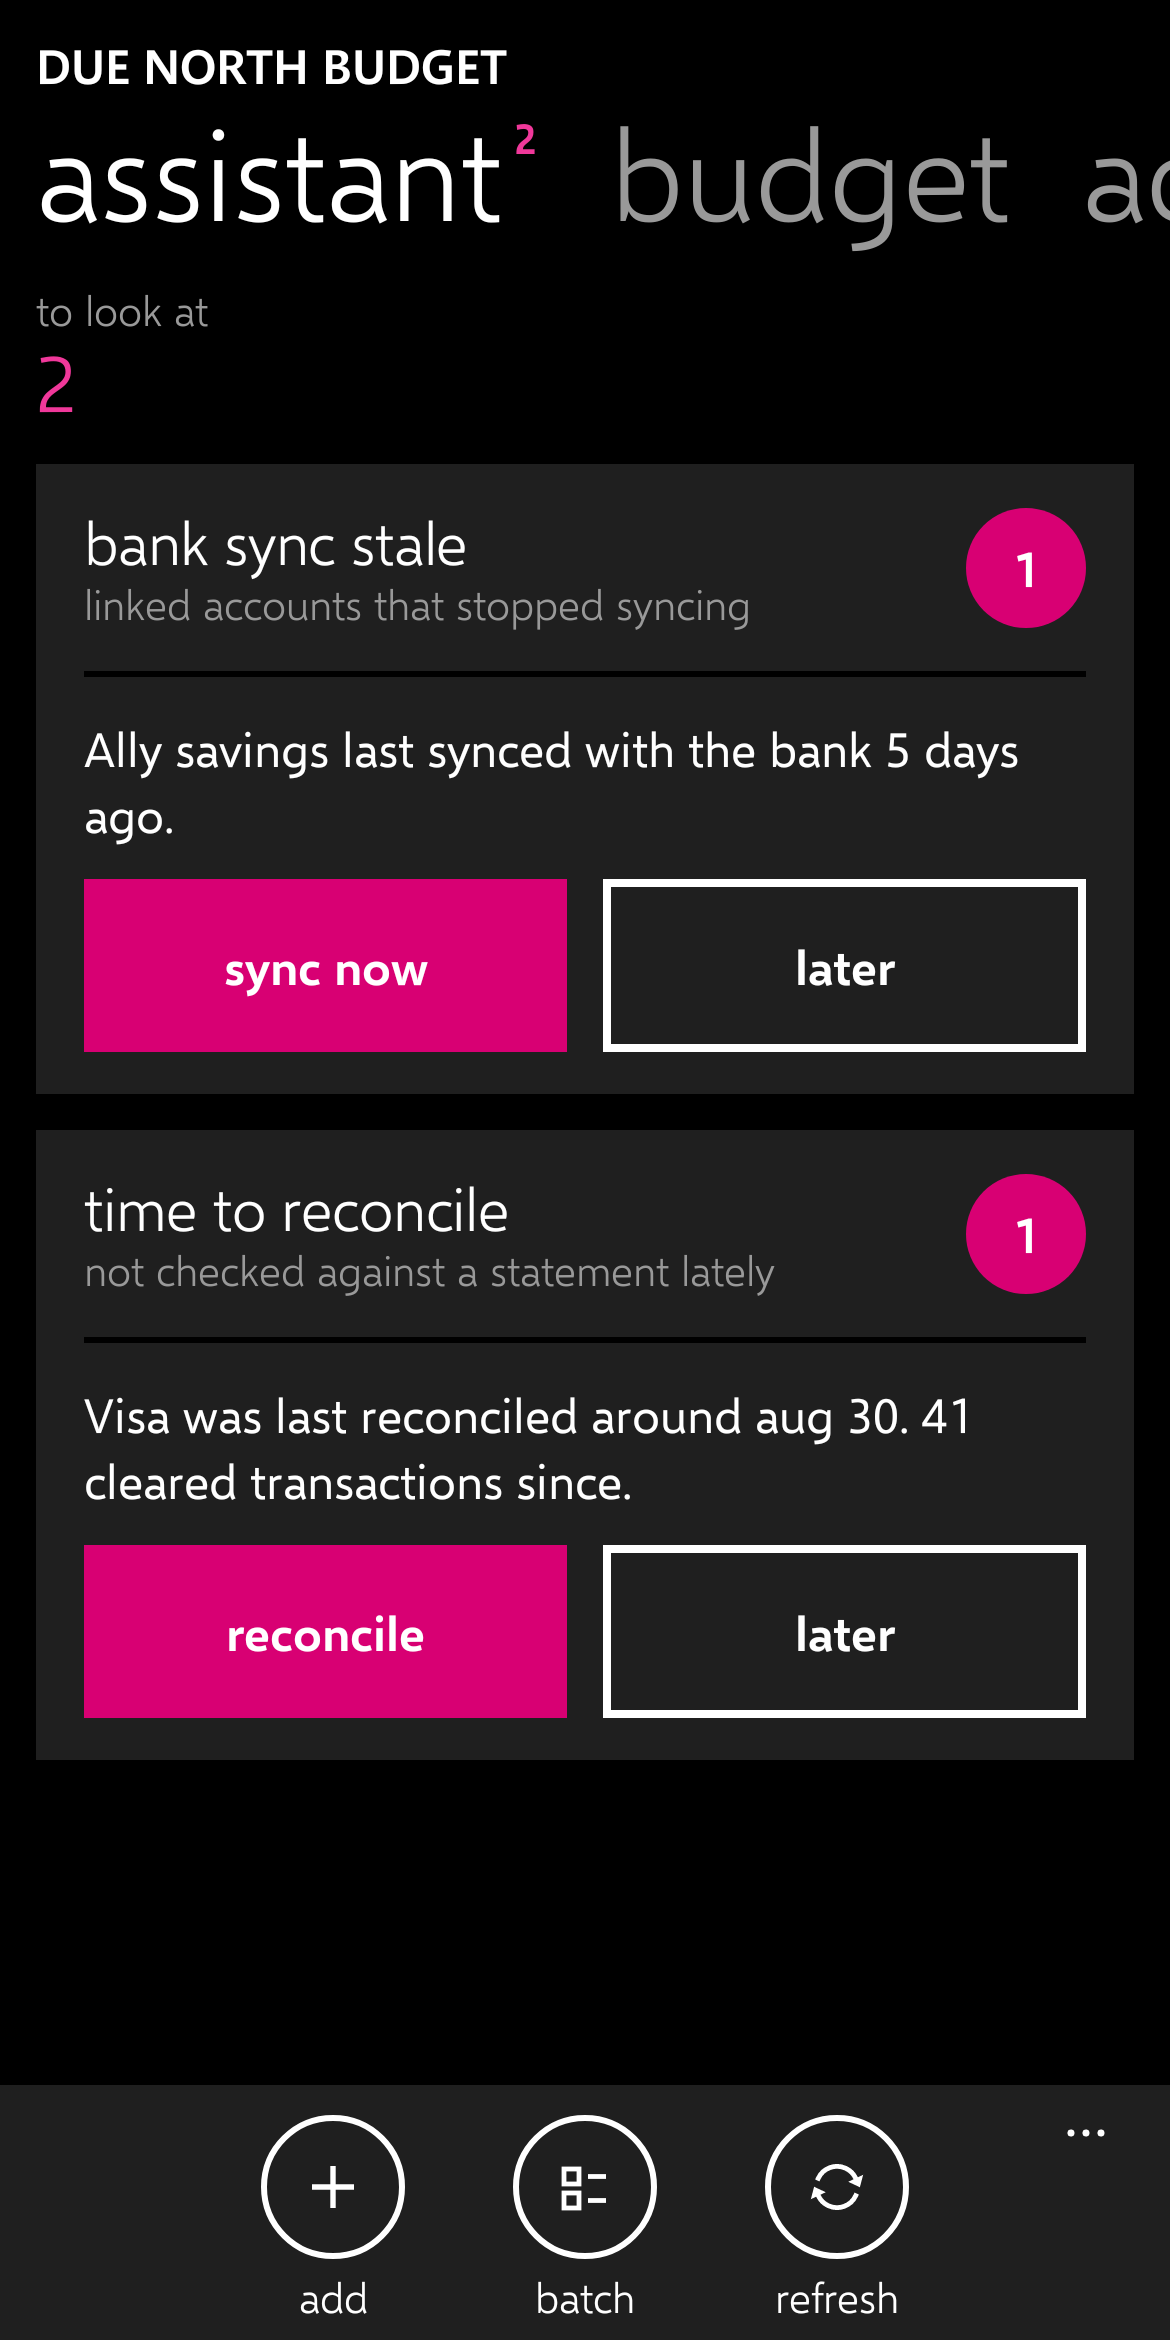 DUE NORTH BUDGET
assistant 2 budget ac
to look at
2
bank sync stale
1
linked accounts that stopped syncing
Ally savings last synced with the bank 5 days
ago.
sync now later
time to reconcile
1
not checked against a statement lately
Visa was last reconciled around aug 30. 41
cleared transactions since.
reconcile later
...
add batch refresh